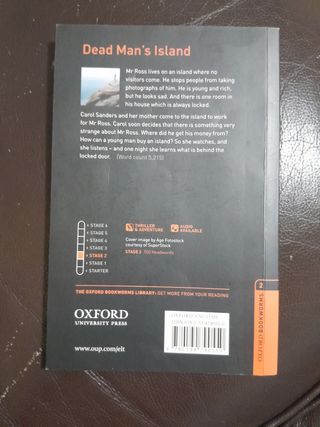 Dead Man's Island
Mr Ross lives on an island where no
visitors come. He stops people from taking
photographs of him. He is young and rich,
but he looks sad. And there is one room in
his house which is always locked.
Carol Sanders and her mother come to the island to work
for Mr Ross. Carol soon decides that there is something very
strange about Mr Ross. Where did he get his money from?
How can a young man buy an island? So she watches, and
she listens – and one night she learns what is behind the
locked door. (Word count 5,215)
STAGE 6
STAGE 5
STAGE 4
STAGE 3
STAGE 2
STAGE 1
STARTER
THRILLER
& ADVENTURE
AUDIO
AVAILABLE
Cover image by Age Fotostock
courtesy of SuperStock
STAGE 2 700 Headwords
THE OXFORD BOOKWORMS LIBRARY: GET MORE FROM YOUR READING
OXFORD
UNIVERSITY PRESS
www.oup.com/elt
OXFORD ENGLISH
2
OXFORD BOOKWORMS